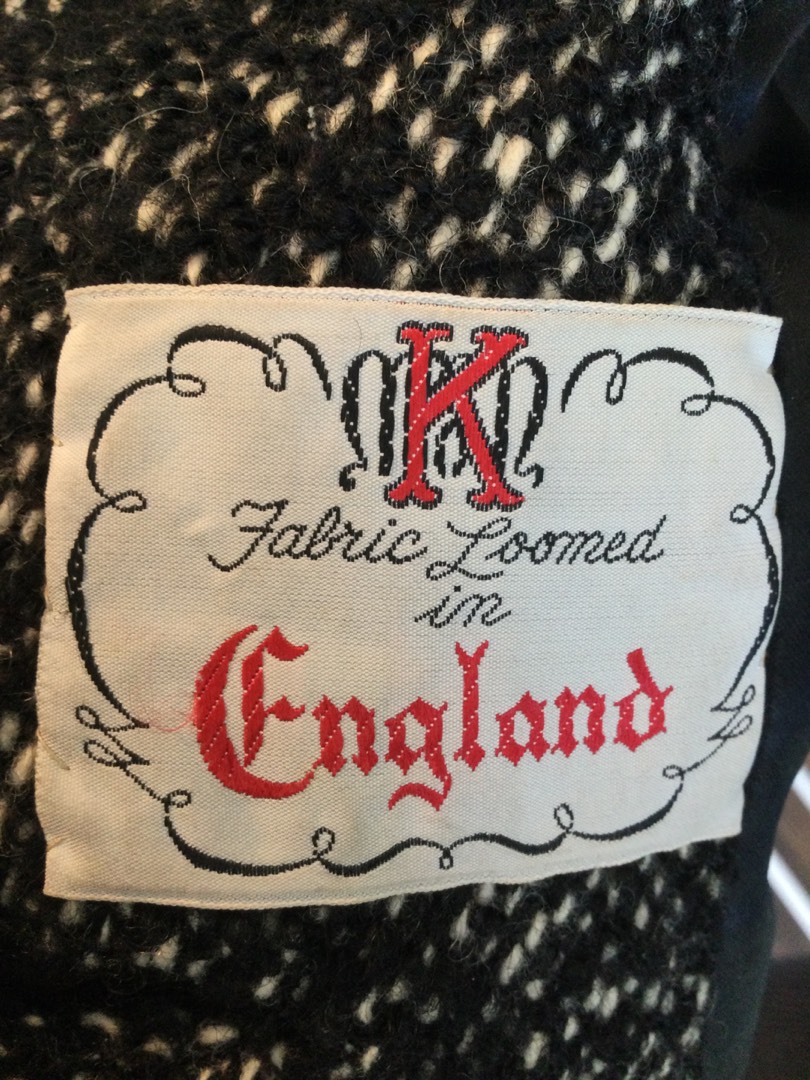 K
Fabric Loomed
in
England